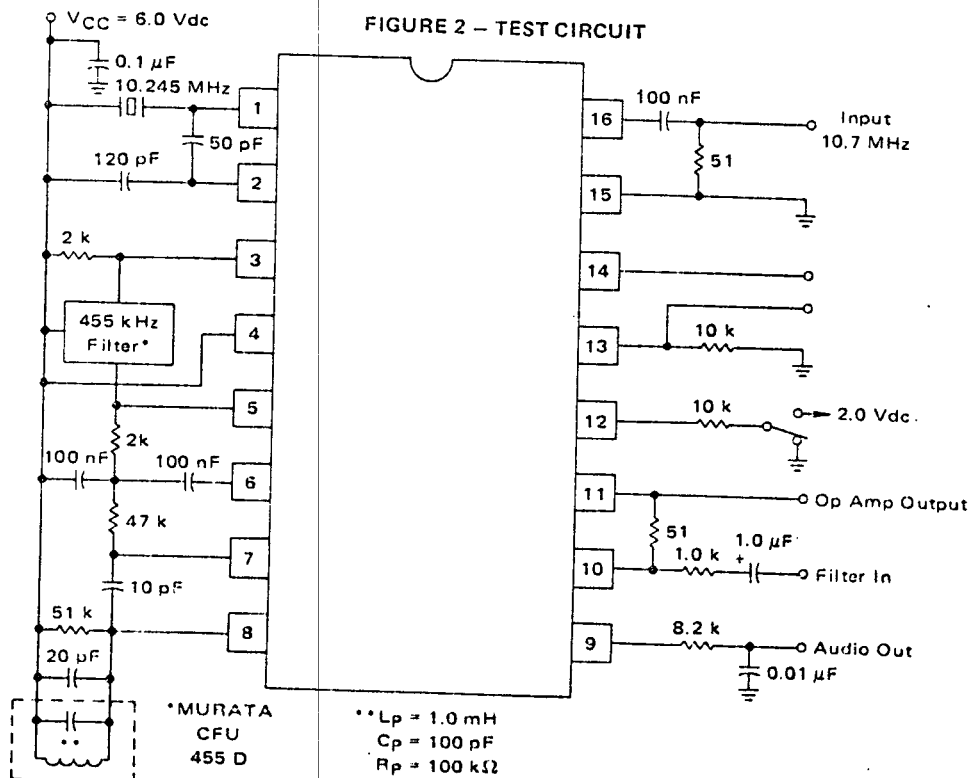 VCC = 6.0 Vdc
FIGURE 2 – TEST CIRCUIT
0.1 µF
10.245 MHz
1
50 pF
120 pF
2
2 k
3
455 kHz
Filter*
4
5
2k
100 nF
100 nF
6
47 k
7
10 pF
51 k
8
20 pF
**
*MURATA
CFU
455 D
**Lp = 1.0 mH
Cp = 100 pF
Rp = 100 kΩ
16
100 nF
Input
10.7 MHz
51
15
14
13
10 k
12
10 k
2.0 Vdc.
11
Op Amp Output
51
10
1.0 k
+
1.0 µF
Filter In
9
8.2 k
Audio Out
0.01 µF